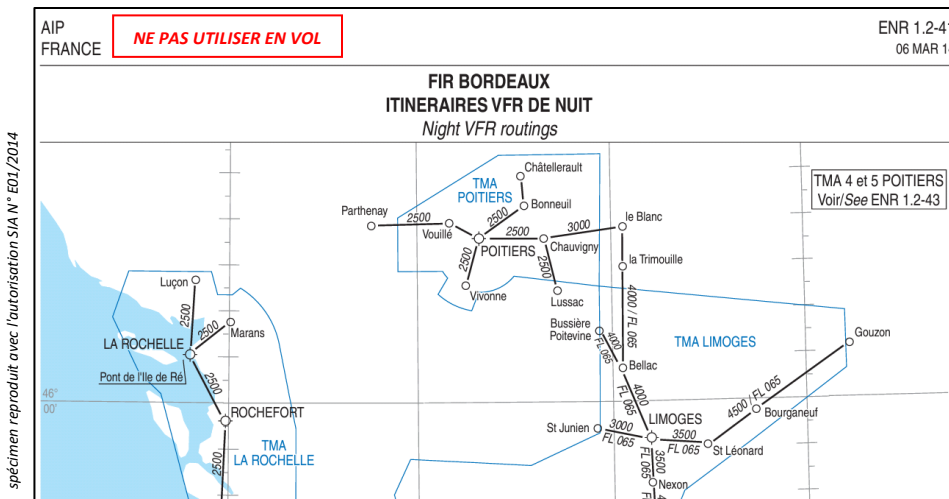 AIP
FRANCE
NE PAS UTILISER EN VOL
ENR 1.2-41
06 MAR 14
FIR BORDEAUX
ITINERAIRES VFR DE NUIT
Night VFR routings
spécimen reproduit avec l'autorisation SIA N° E01/2014
TMA 4 et 5 POITIERS
Voir/See ENR 1.2-43
Châtellerault
TMA
POITIERS
Bonneuil
2500
Parthenay
2500
Vouillé
2500
POITIERS
Chauvigny
3000
le Blanc
2500
Vivonne
2500
Lussac
la Trimouille
4000 / FL 065
Luçon
2500
Marans
2500
LA ROCHELLE
Pont de l'Ile de Ré
2500
Bussière
Poitevine
4000
FL 065
TMA LIMOGES
Gouzon
Bellac
4000
FL 065
4500 / FL 065
Bourganeuf
46°
00'
ROCHEFORT
LIMOGES
St Junien
3000
FL 065
3500
FL 065
St Léonard
TMA
LA ROCHELLE
2500
3500
FL 065
Nexon